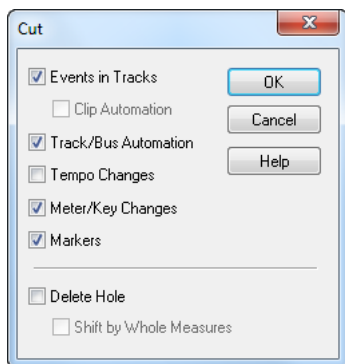 Cut
Events in Tracks
OK
Clip Automation
Cancel
Track/Bus Automation
Help
Tempo Changes
Meter/Key Changes
Markers
Delete Hole
Shift by Whole Measures